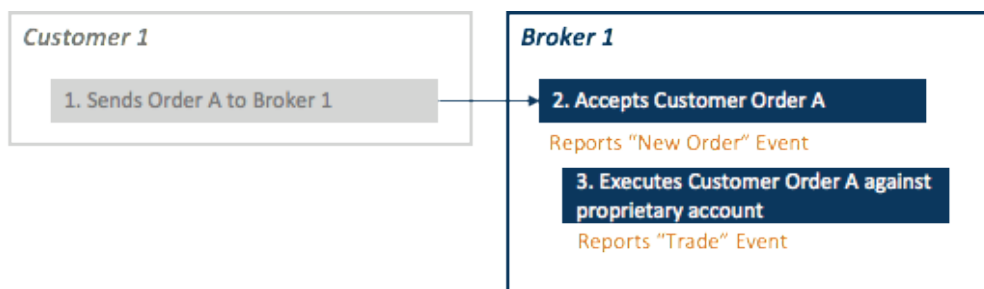 Customer 1
1. Sends Order A to Broker 1
Broker 1
2. Accepts Customer Order A
Reports “New Order” Event
3. Executes Customer Order A against
proprietary account
Reports “Trade” Event